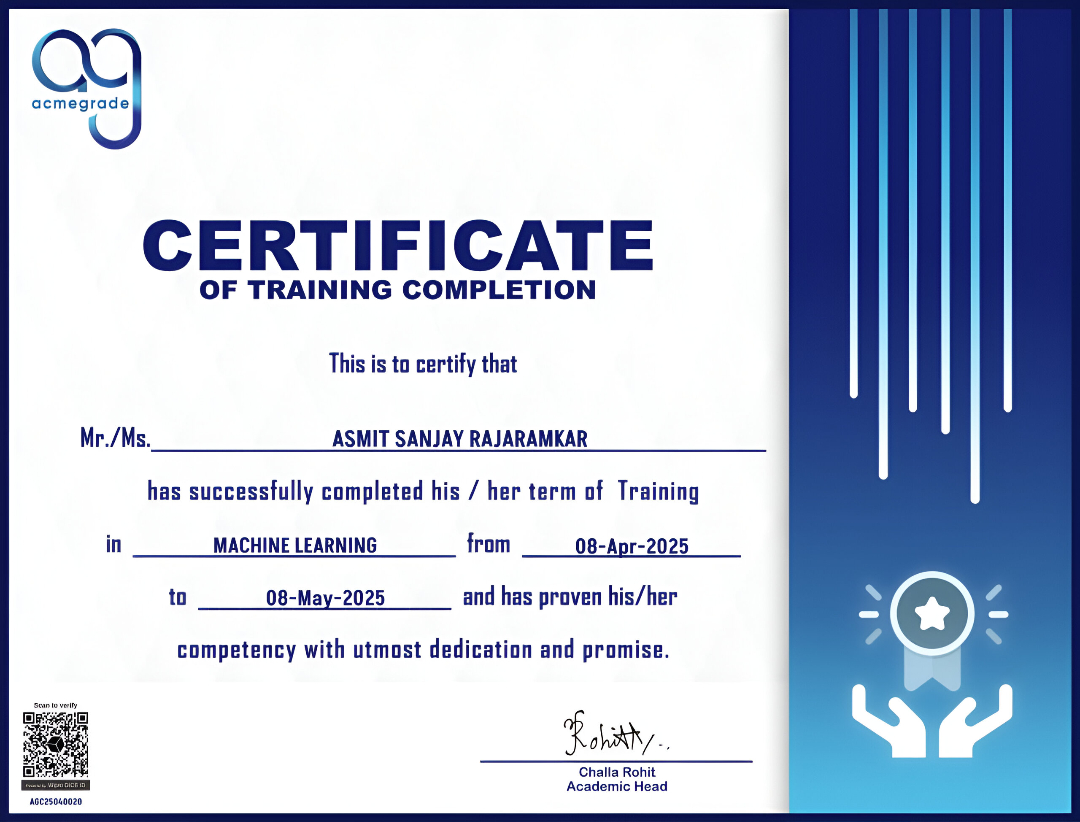 acmegrade
CERTIFICATE
OF TRAINING COMPLETION
This is to certify that
Mr./Ms. ASMIT SANJAY RAJARAMKAR
has successfully completed his / her term of Training
in MACHINE LEARNING from 08-Apr-2025
to 08-May-2025 and has proven his/her
competency with utmost dedication and promise.
Scan to verify
Powered by Wipro DICE ID
AGC25040020
Rohit
Challa Rohit
Academic Head